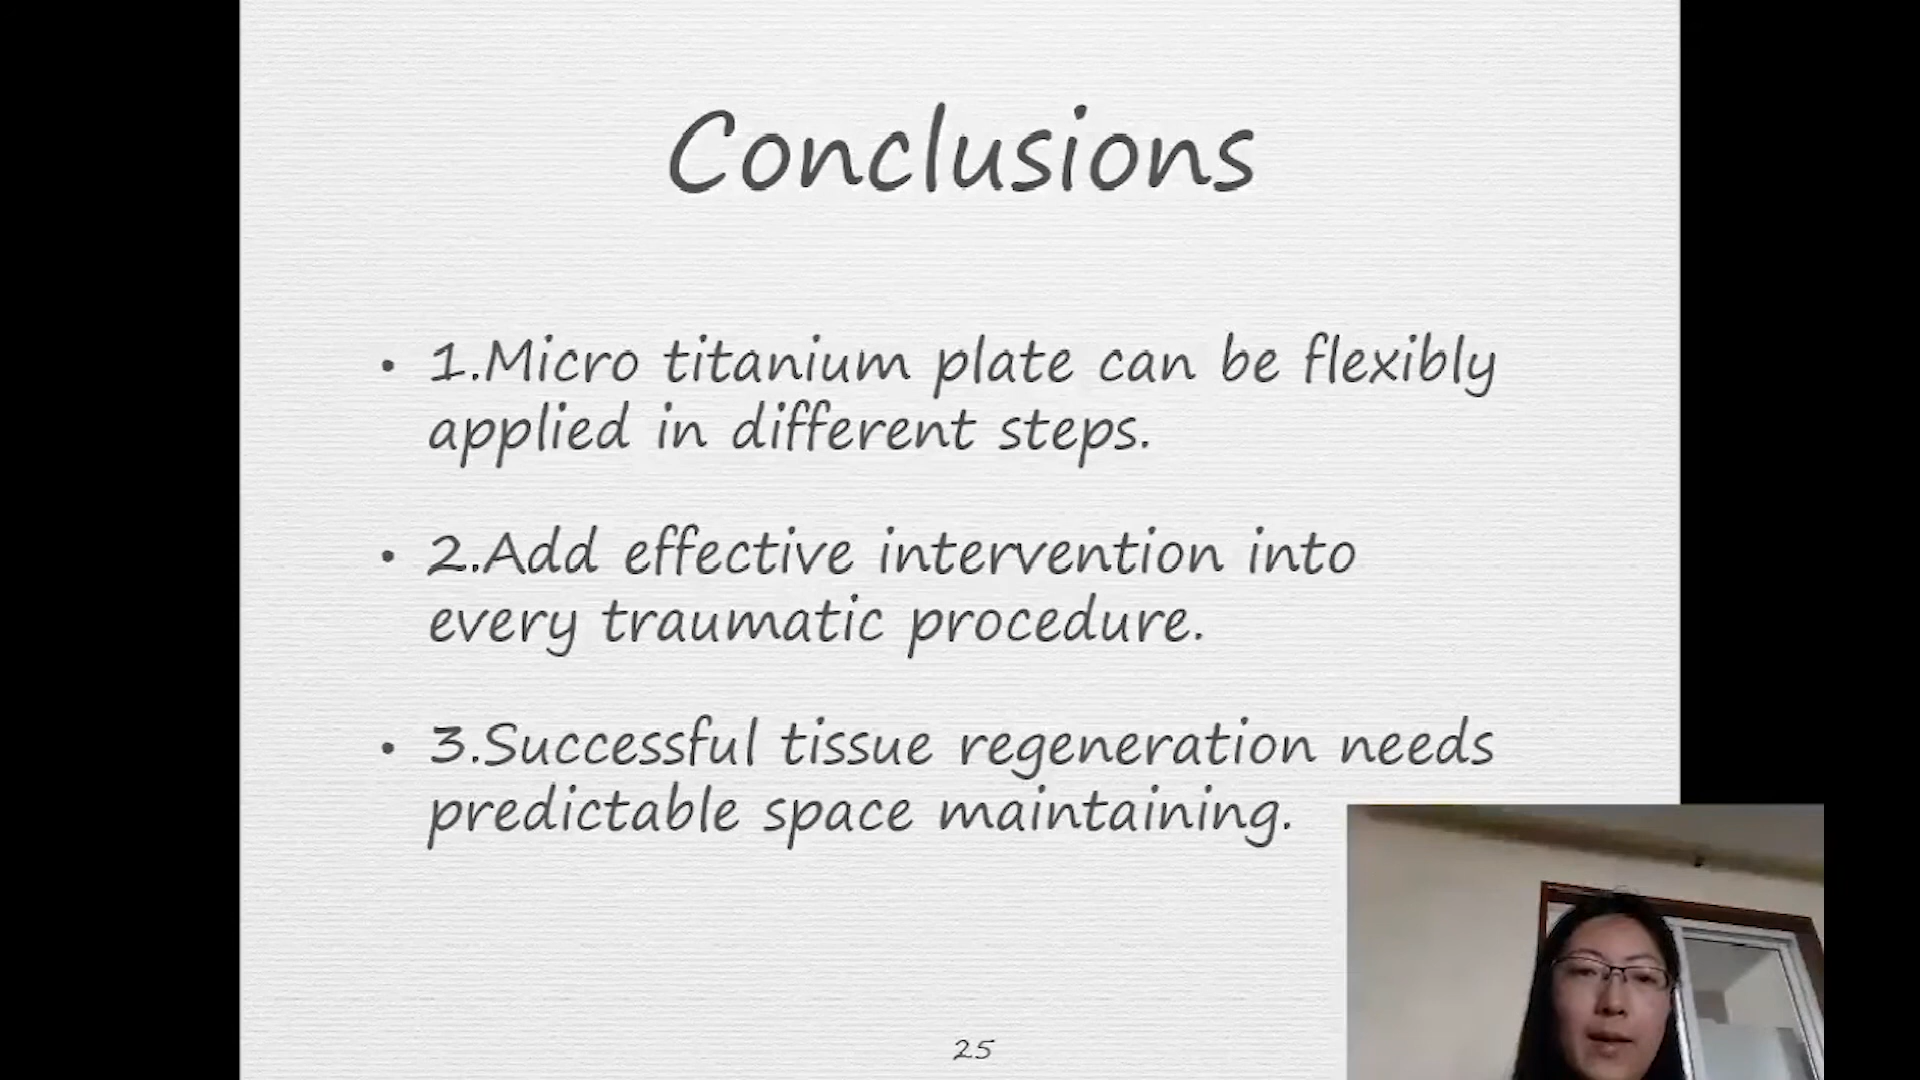 Conclusions
• 1.Micro titanium plate can be flexibly
applied in different steps.
• 2.Add effective intervention into
every traumatic procedure.
• 3.Successful tissue regeneration needs
predictable space maintaining.
25